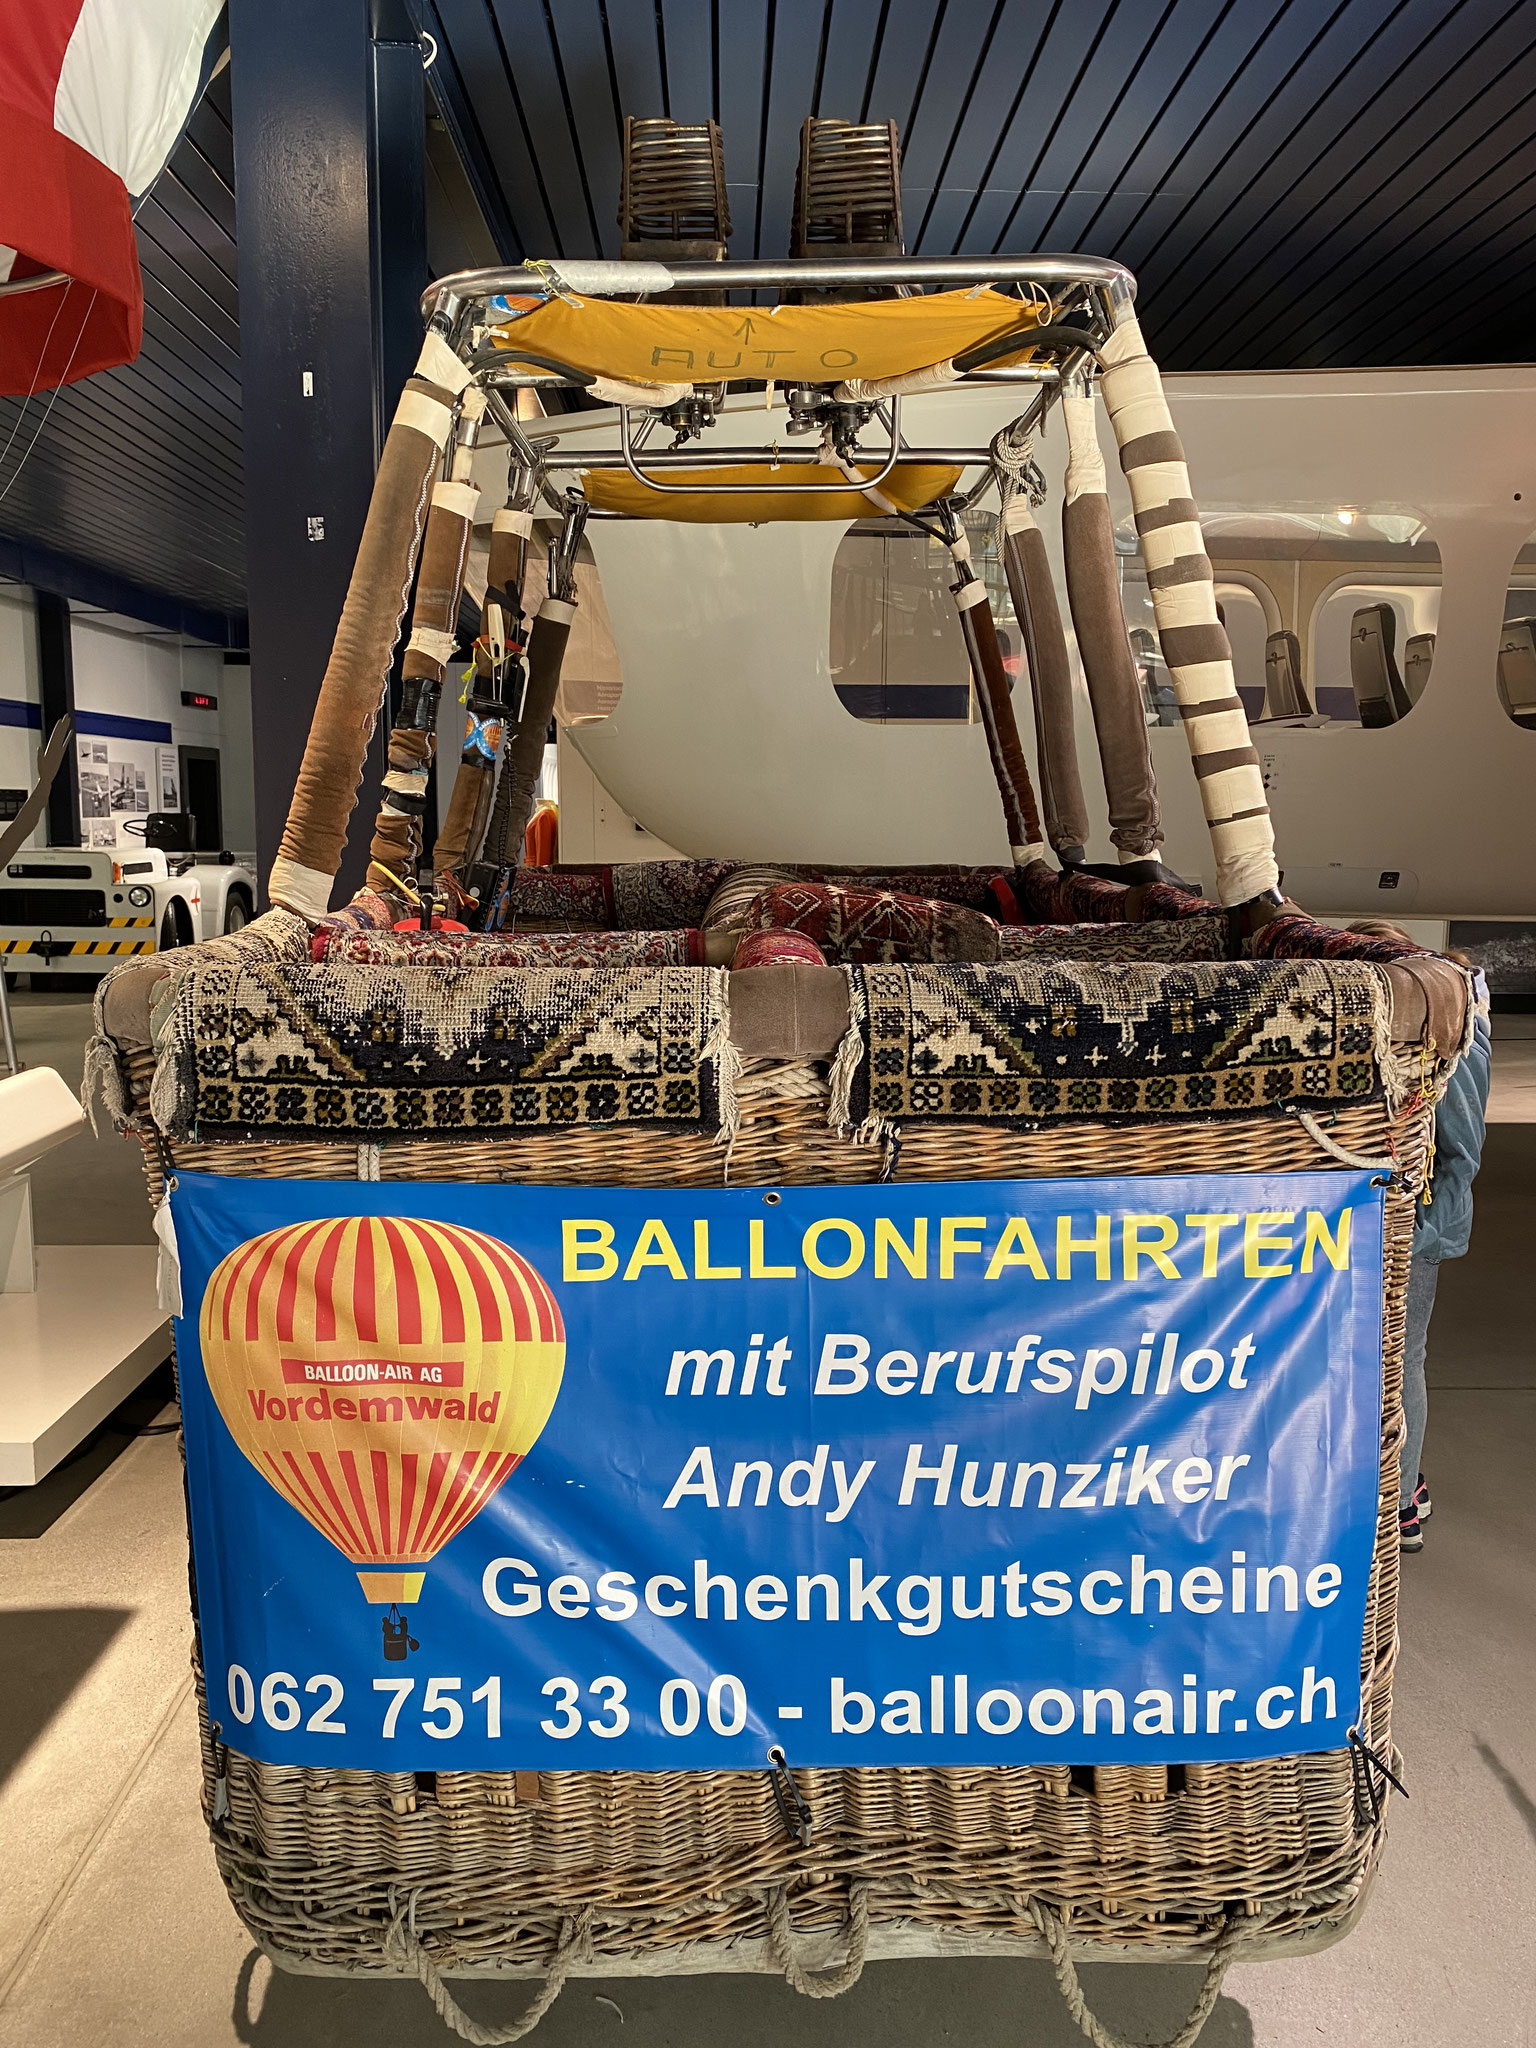 AUTO
BALLONFAHRTEN
BALLOON-AIR AG
Vordemwald
mit Berufspilot
Andy Hunziker
Geschenkgutscheine
062 751 33 00 - balloonair.ch